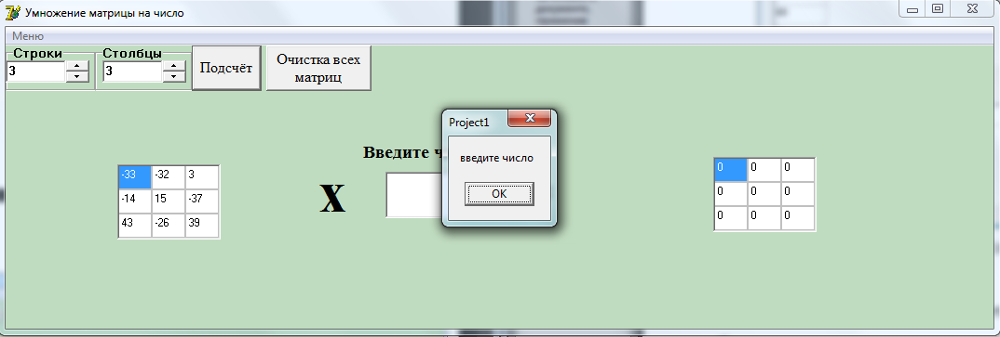 Умножение матрицы на число
Меню
Строки
Столбцы
3
3
Подсчёт
Очистка всех
матриц
Project1
введите число
OK
Введите
X
-33 -32 3
-14 15 -37
43 -26 39
0 0 0
0 0 0
0 0 0